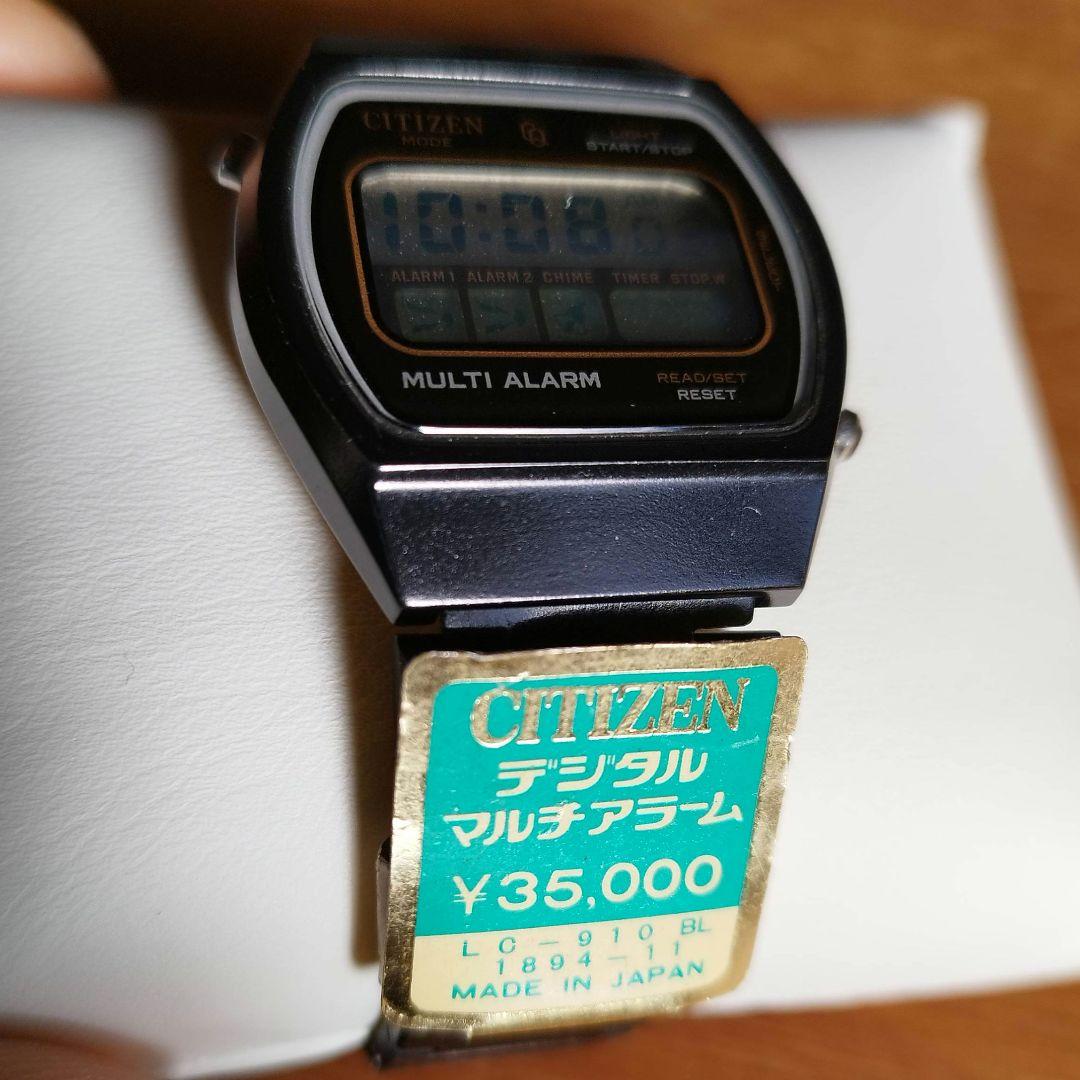 CITIZEN
MODE
LIGHT
START/STOP
10:08
ALARM 1 ALARM 2 CHIME TIMER STOP.W
MULTI ALARM
READ/SET
RESET
CITIZEN
デジタル
マルチアラーム
¥35,000
LC-910 BL
1894-11
MADE IN JAPAN